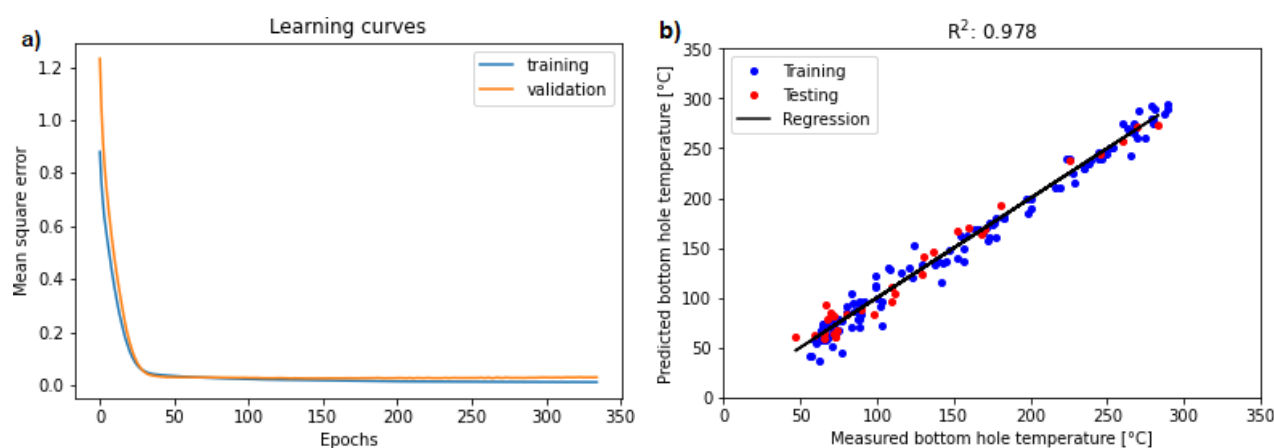 a)
Learning curves
training
validation
Mean square error
1.2
1.0
0.8
0.6
0.4
0.2
0.0
0 50 100 150 200 250 300 350
Epochs
b)
R²: 0.978
Training
Testing
Regression
Predicted bottom hole temperature [°C]
350
300
250
200
150
100
50
0
0 50 100 150 200 250 300 350
Measured bottom hole temperature [°C]